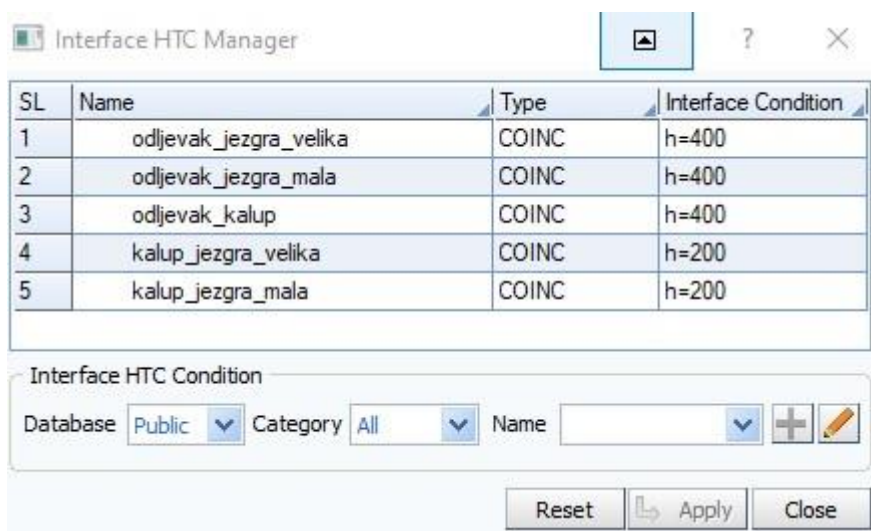 Interface HTC Manager ?
SL Name Type Interface Condition
1 odljevak_jezgra_velika COINC h=400
2 odljevak_jezgra_mala COINC h=400
3 odljevak_kalup COINC h=400
4 kalup_jezgra_velika COINC h=200
5 kalup_jezgra_mala COINC h=200
Interface HTC Condition
Database Public Category All Name
Reset Apply Close